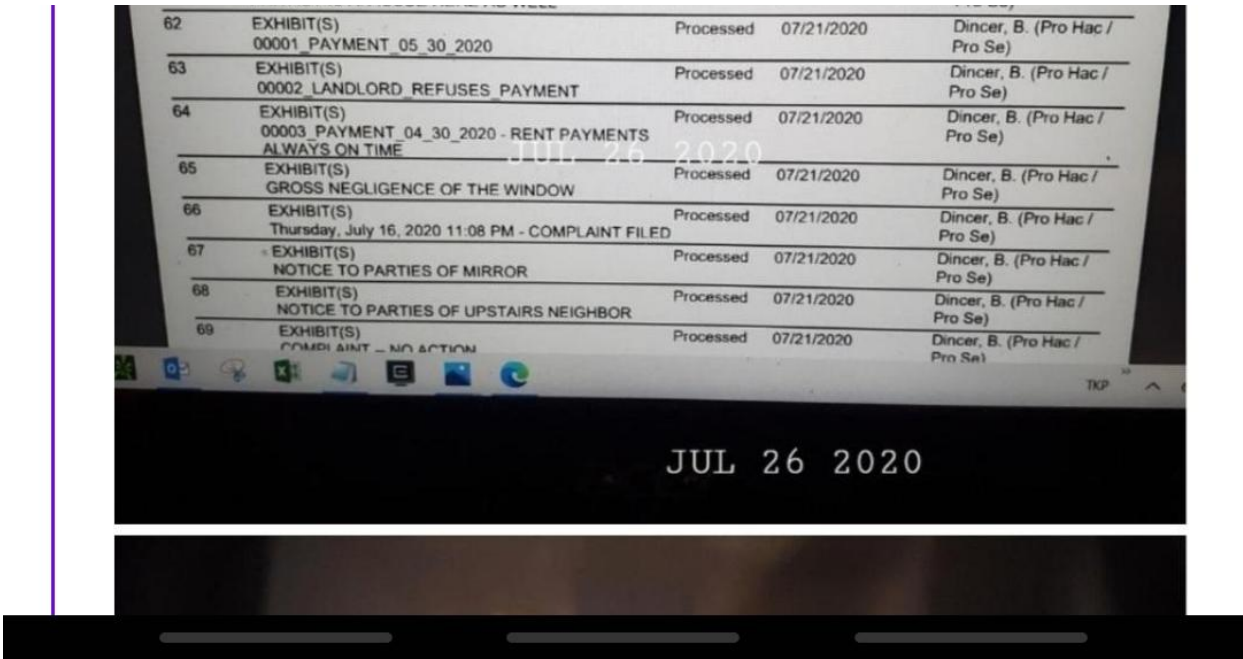 62 EXHIBIT(S) Processed 07/21/2020 Dincer, B. (Pro Hac /
00001_PAYMENT_05_30_2020 Pro Se)
63 EXHIBIT(S) Processed 07/21/2020 Dincer, B. (Pro Hac /
00002_LANDLORD_REFUSES_PAYMENT Pro Se)
64 EXHIBIT(S) Processed 07/21/2020 Dincer, B. (Pro Hac /
00003_PAYMENT_04_30_2020 - RENT PAYMENTS Pro Se)
ALWAYS ON TIME
JUL 26 2020
65 EXHIBIT(S) Processed 07/21/2020 Dincer, B. (Pro Hac /
GROSS NEGLIGENCE OF THE WINDOW Pro Se)
66 EXHIBIT(S) Processed 07/21/2020 Dincer, B. (Pro Hac /
Thursday, July 16, 2020 11:08 PM - COMPLAINT FILED Pro Se)
67 EXHIBIT(S) Processed 07/21/2020 Dincer, B. (Pro Hac /
NOTICE TO PARTIES OF MIRROR Pro Se)
68 EXHIBIT(S) Processed 07/21/2020 Dincer, B. (Pro Hac /
NOTICE TO PARTIES OF UPSTAIRS NEIGHBOR Pro Se)
69 EXHIBIT(S) Processed 07/21/2020 Dincer, B. (Pro Hac /
COMPLAINT – NO ACTION Pro Se)
TKP
JUL 26 2020